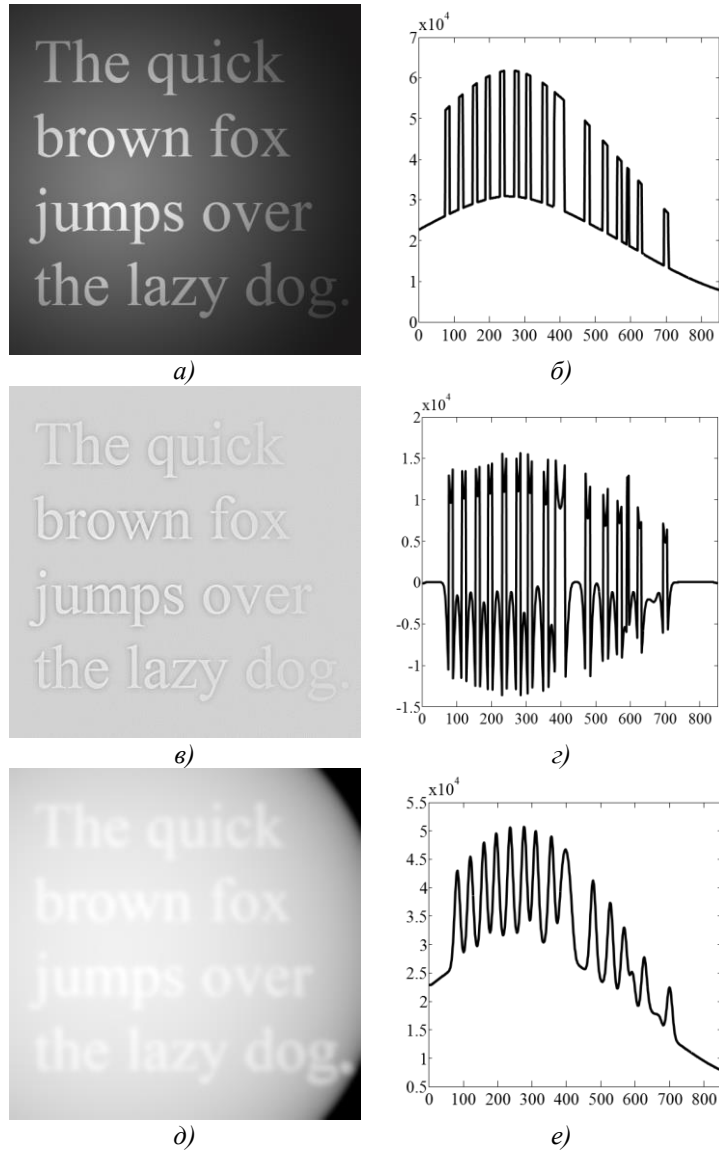 The quick
brown fox
jumps over
the lazy dog.
а)
x10⁴
7
6
5
4
3
2
1
0
0 100 200 300 400 500 600 700 800
б)
The quick
brown fox
jumps over
the lazy dog.
в)
x10⁴
2
1.5
1
0.5
0
-0.5
-1
-1.5
0 100 200 300 400 500 600 700 800
г)
The quick
brown fox
jumps over
the lazy dog.
д)
x10⁴
5.5
5
4.5
4
3.5
3
2.5
2
1.5
1
0.5
0 100 200 300 400 500 600 700 800
е)